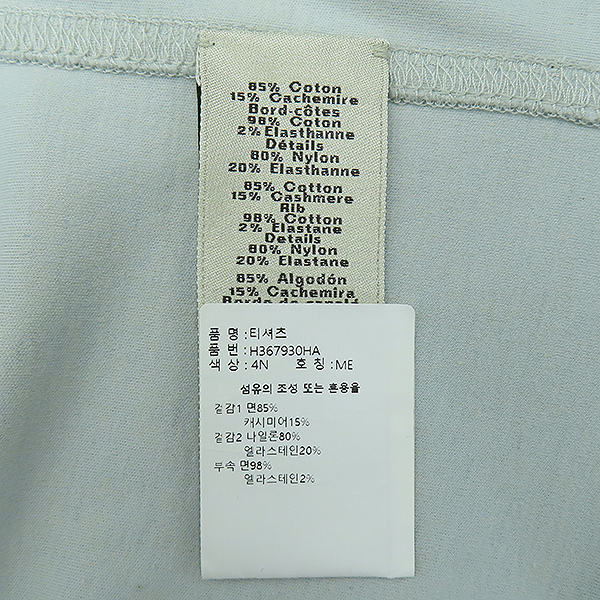 85% Coton
15% Cachemire
Bord-côtes
98% Coton
2% Elasthanne
Détails
80% Nylon
20% Elasthanne
85% Cotton
15% Cashmere
Rib
98% Cotton
2% Elastane
Details
80% Nylon
20% Elastane
85% Algodón
15% Cachemira
Borde de canalé
품 명 : 티셔츠
품 번 : H367930HA
색 상 : 4N 호 칭 : ME
섬유의 조성 또는 혼용율
겉감1 면85%
캐시미어15%
겉감2 나일론80%
엘라스테인20%
부속 면98%
엘라스테인2%